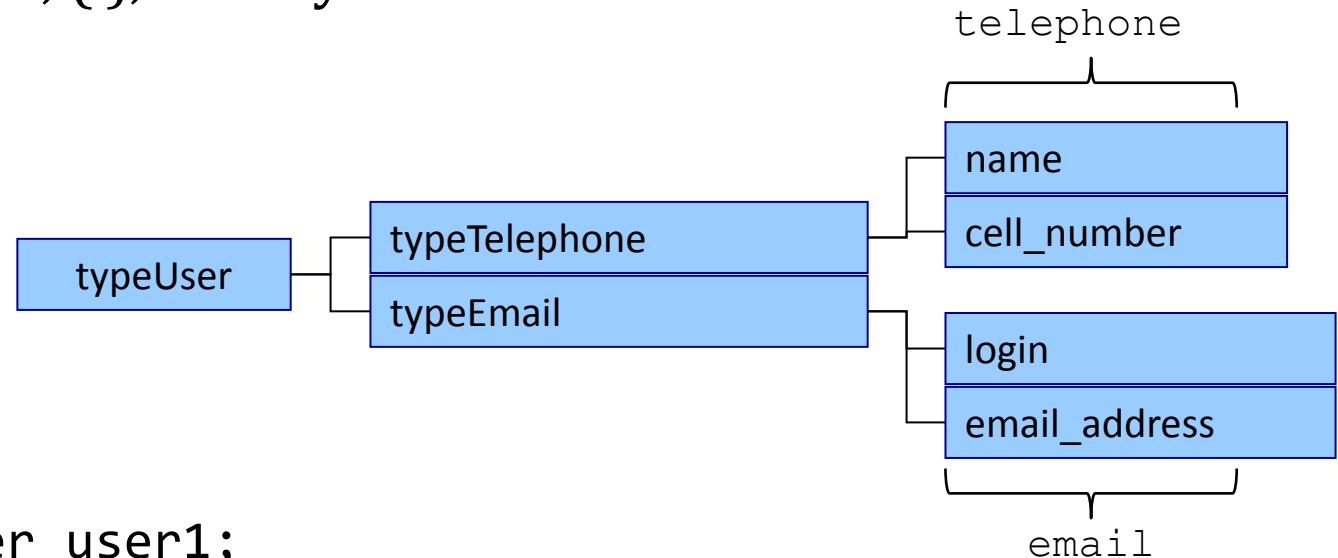 telephone
name
typeTelephone
cell_number
typeUser
typeEmail
login
email_address
user1;
email